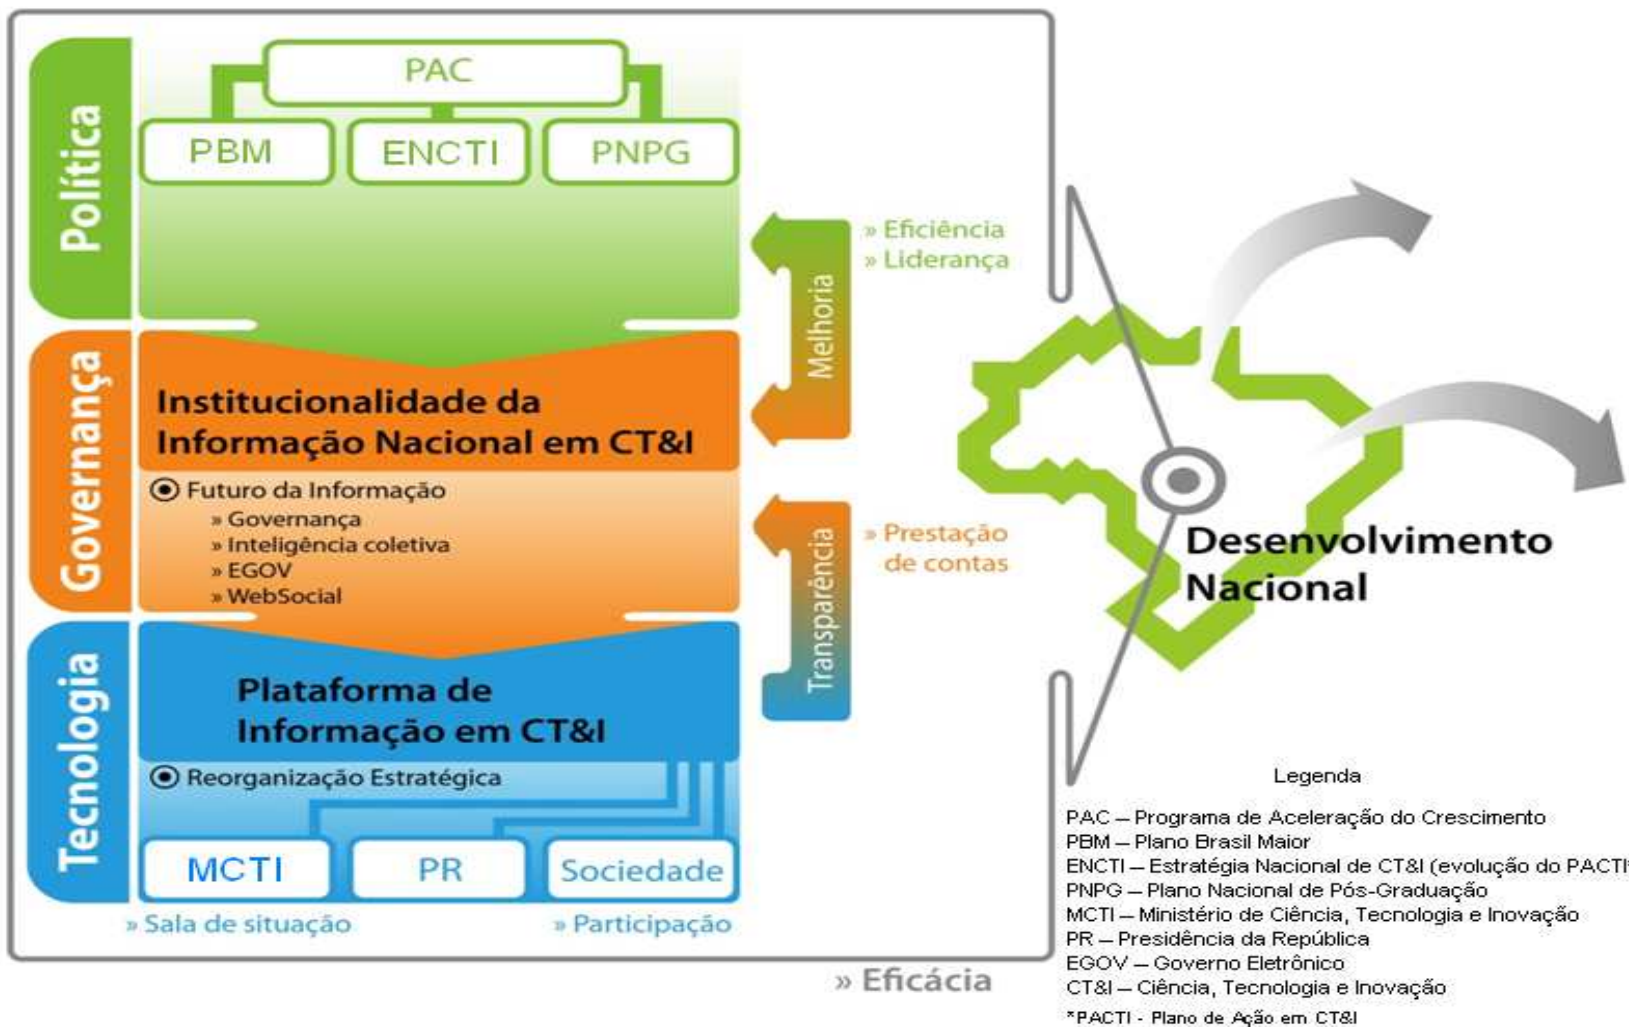 Política
PAC
PBM
ENCTI
PNPG
Melhoria
» Eficiência
» Liderança
Governança
Institucionalidade da
Informação Nacional em CT&I
Futuro da Informação
» Governança
» Inteligência coletiva
» EGOV
» WebSocial
Transparência
» Prestação
de contas
Desenvolvimento
Nacional
Tecnologia
Plataforma de
Informação em CT&I
Reorganização Estratégica
MCTI
PR
Sociedade
» Sala de situação
» Participação
» Eficácia
Legenda
PAC – Programa de Aceleração do Crescimento
PBM – Plano Brasil Maior
ENCTI – Estratégia Nacional de CT&I (evolução do PACTI*
PNPG – Plano Nacional de Pós-Graduação
MCTI – Ministério de Ciência, Tecnologia e Inovação
PR – Presidência da República
EGOV – Governo Eletrônico
CT&I – Ciência, Tecnologia e Inovação
*PACTI - Plano de Ação em CT&I